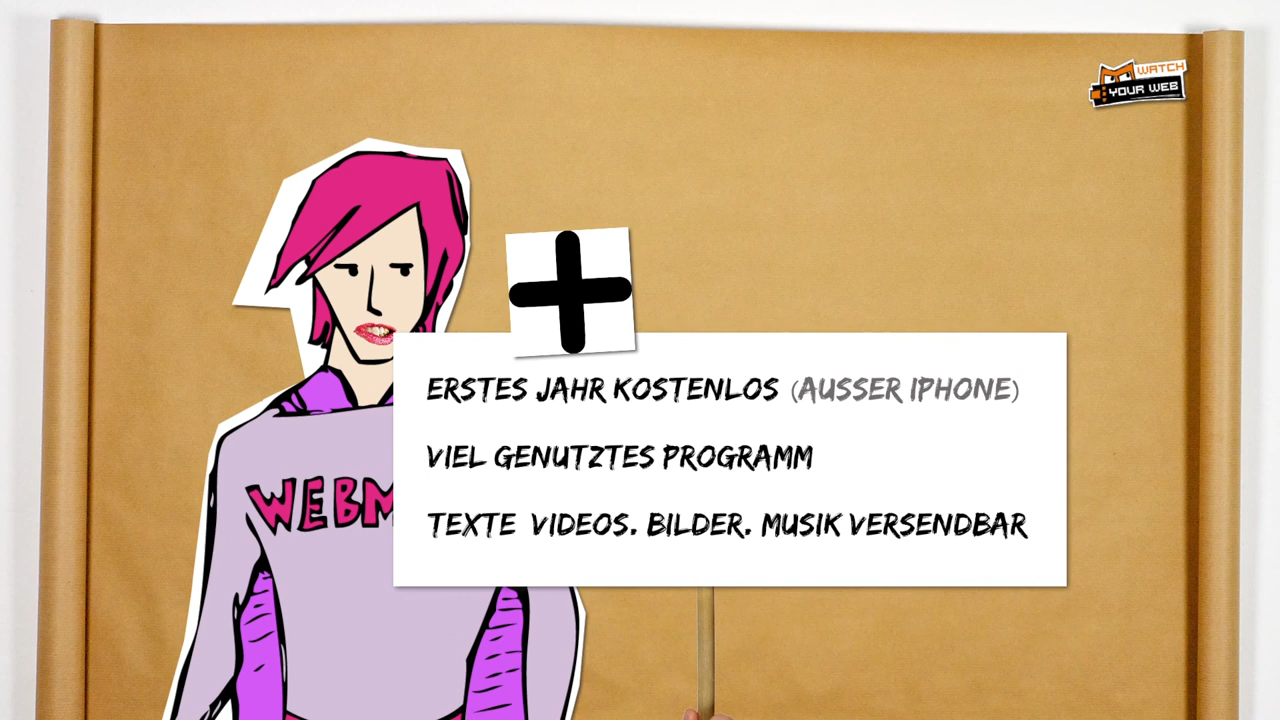 WATCH
YOUR WEB
ERSTES JAHR KOSTENLOS (AUSSER IPHONE)
VIEL GENUTZTES PROGRAMM
TEXTE VIDEOS. BILDER. MUSIK VERSENDBAR
WEBM